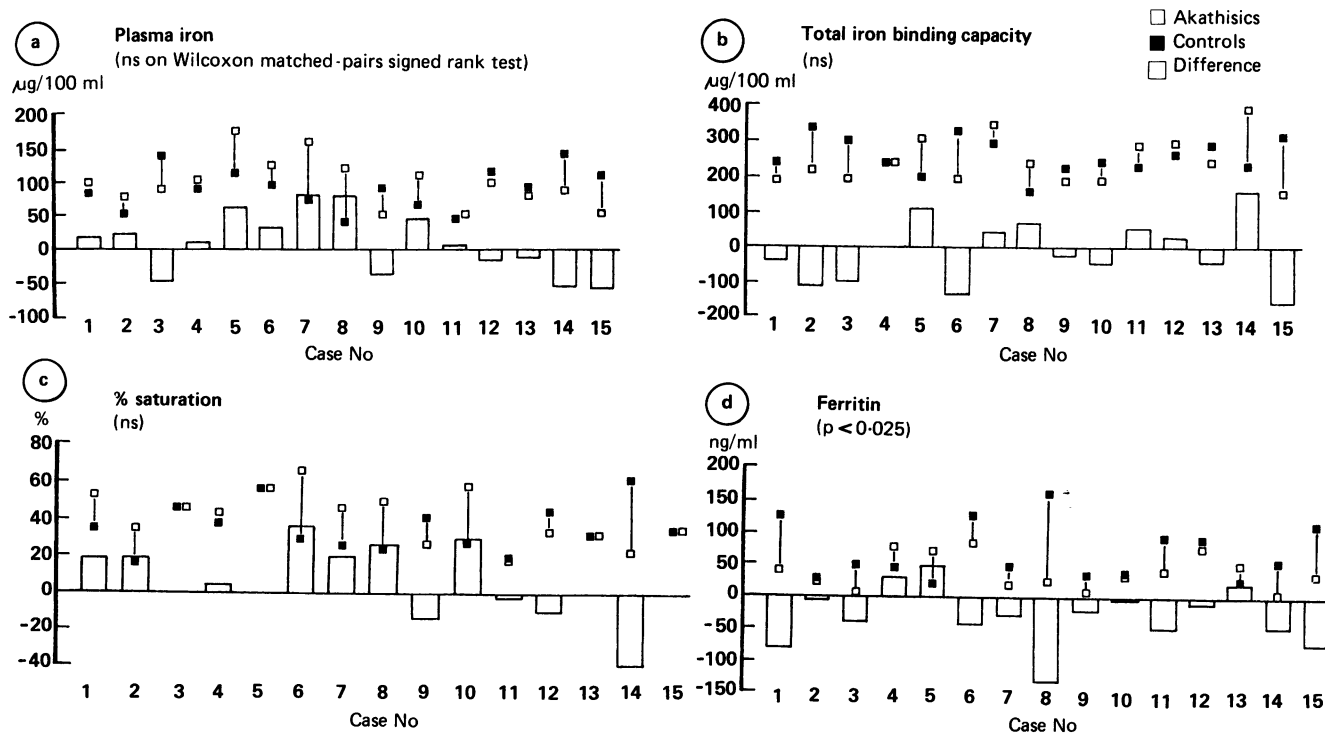 a
Plasma iron
(ns on Wilcoxon matched-pairs signed rank test)
µg/100 ml
200
150
100
50
0
-50
-100
1 2 3 4 5 6 7 8 9 10 11 12 13 14 15
Case No
b
Total iron binding capacity
(ns)
µg/100 ml
□ Akathisics
■ Controls
□ Difference
400
300
200
100
0
-100
-200
1 2 3 4 5 6 7 8 9 10 11 12 13 14 15
Case No
c
% saturation
(ns)
%
80
60
40
20
0
-20
-40
1 2 3 4 5 6 7 8 9 10 11 12 13 14 15
Case No
d
Ferritin
(p < 0·025)
ng/ml
200
150
100
50
0
-50
-100
-150
1 2 3 4 5 6 7 8 9 10 11 12 13 14 15
Case No